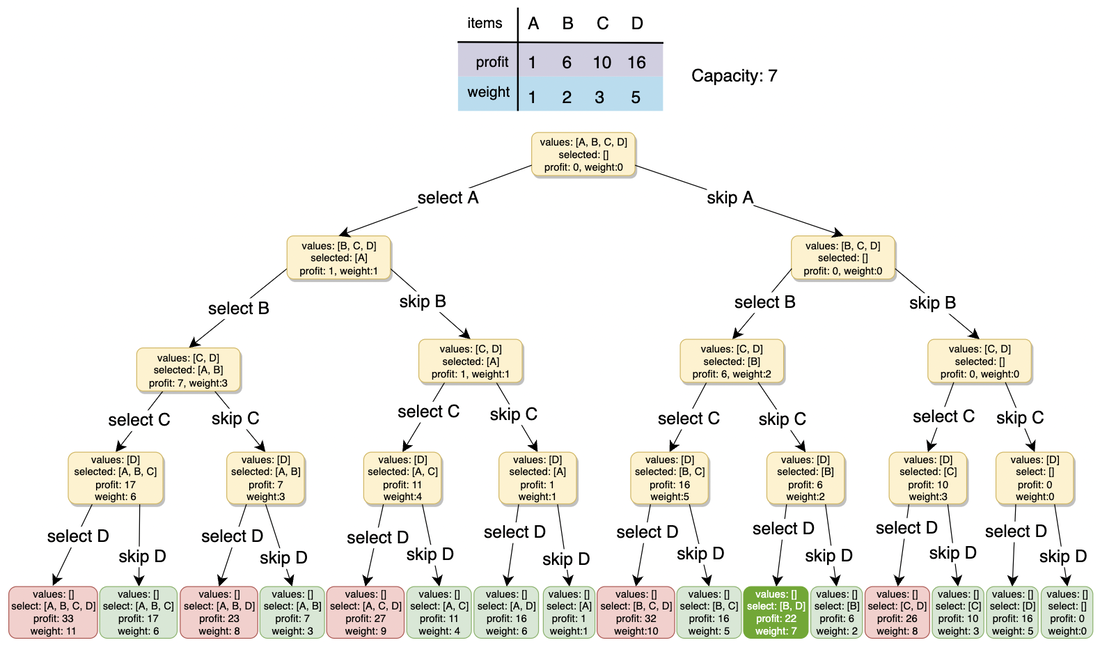 items A B C D
profit 1 6 10 16
weight 1 2 3 5
Capacity: 7
values: [A, B, C, D]
selected: []
profit: 0, weight:0
select A
skip A
values: [B, C, D]
selected: [A]
profit: 1, weight:1
values: [B, C, D]
selected: []
profit: 0, weight:0
select B
skip B
select B
skip B
values: [C, D]
selected: [A, B]
profit: 7, weight:3
values: [C, D]
selected: [A]
profit: 1, weight:1
values: [C, D]
selected: [B]
profit: 6, weight:2
values: [C, D]
selected: []
profit: 0, weight:0
select C
skip C
select C
skip C
select C
skip C
select C
skip C
values: [D]
selected: [A, B, C]
profit: 17
weight: 6
values: [D]
selected: [A, B]
profit: 7
weight:3
values: [D]
selected: [A, C]
profit: 11
weight:4
values: [D]
selected: [A]
profit: 1
weight:1
values: [D]
selected: [B, C]
profit: 16
weight:5
values: [D]
selected: [B]
profit: 6
weight:2
values: [D]
selected: [C]
profit: 10
weight:3
values: [D]
select: []
profit: 0
weight:0
select D
skip D
select D
skip D
select D
skip D
select D
skip D
select D
skip D
select D
skip D
select D
skip D
select D
skip D
values: []
select: [A, B, C, D]
profit: 33
weight: 11
values: []
select: [A, B, C]
profit: 17
weight: 6
values: []
select: [A, B, D]
profit: 23
weight: 8
values: []
select: [A, B]
profit: 7
weight: 3
values: []
select: [A, C, D]
profit: 27
weight: 9
values: []
select: [A, C]
profit: 11
weight: 4
values: []
select: [A, D]
profit: 16
weight: 6
values: []
select: [A]
profit: 1
weight: 1
values: []
select: [B, C, D]
profit: 32
weight:10
values: []
select: [B, C]
profit: 16
weight: 5
values: []
select: [B, D]
profit: 22
weight: 7
values: []
select: [B]
profit: 6
weight: 2
values: []
select: [C, D]
profit: 26
weight: 8
values: []
select: [C]
profit: 10
weight: 3
values: []
select: [D]
profit: 16
weight: 5
values: []
select: []
profit: 0
weight:0